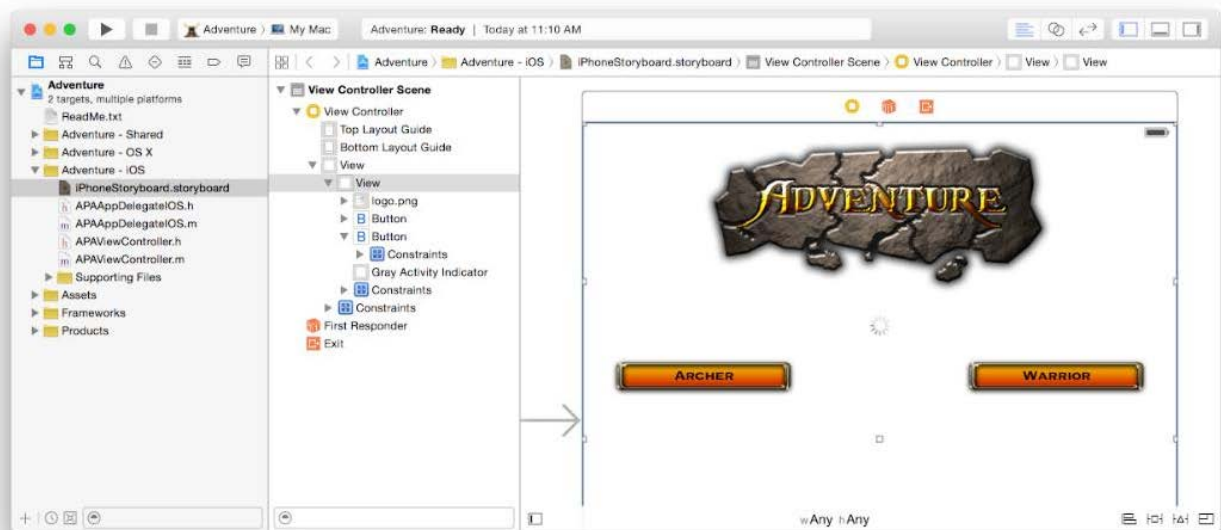 Adventure 〉 My Mac
Adventure: Ready | Today at 11:10 AM
Adventure 〉 Adventure - iOS 〉 iPhoneStoryboard.storyboard 〉 View Controller Scene 〉 View Controller 〉 View 〉 View
Adventure
2 targets, multiple platforms
ReadMe.txt
Adventure - Shared
Adventure - OS X
Adventure - iOS
iPhoneStoryboard.storyboard
h APAAppDelegateIOS.h
m APAAppDelegateIOS.m
h APAViewController.h
m APAViewController.m
Supporting Files
Assets
Frameworks
Products
View Controller Scene
View Controller
Top Layout Guide
Bottom Layout Guide
View
View
logo.png
B Button
B Button
Constraints
Gray Activity Indicator
Constraints
Constraints
First Responder
Exit
ADVENTURE
ARCHER
WARRIOR
wAny hAny